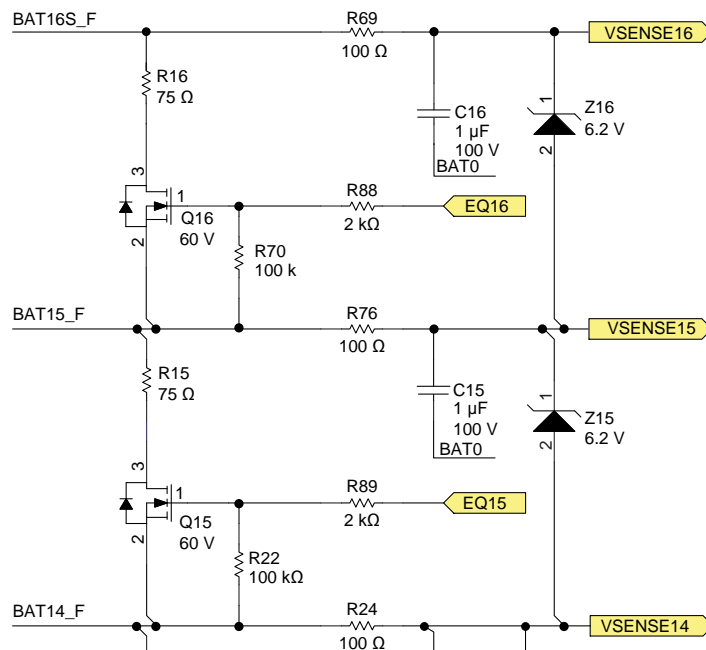 BAT16S_F
R69
100 Ω
VSENSE16
R16
75 Ω
C16
1 µF
100 V
BAT0
1
Z16
6.2 V
2
3
1
Q16
60 V
2
R88
2 kΩ
EQ16
R70
100 k
BAT15_F
R76
100 Ω
VSENSE15
R15
75 Ω
C15
1 µF
100 V
BAT0
1
Z15
6.2 V
2
3
1
Q15
60 V
2
R89
2 kΩ
EQ15
R22
100 kΩ
BAT14_F
R24
100 Ω
VSENSE14